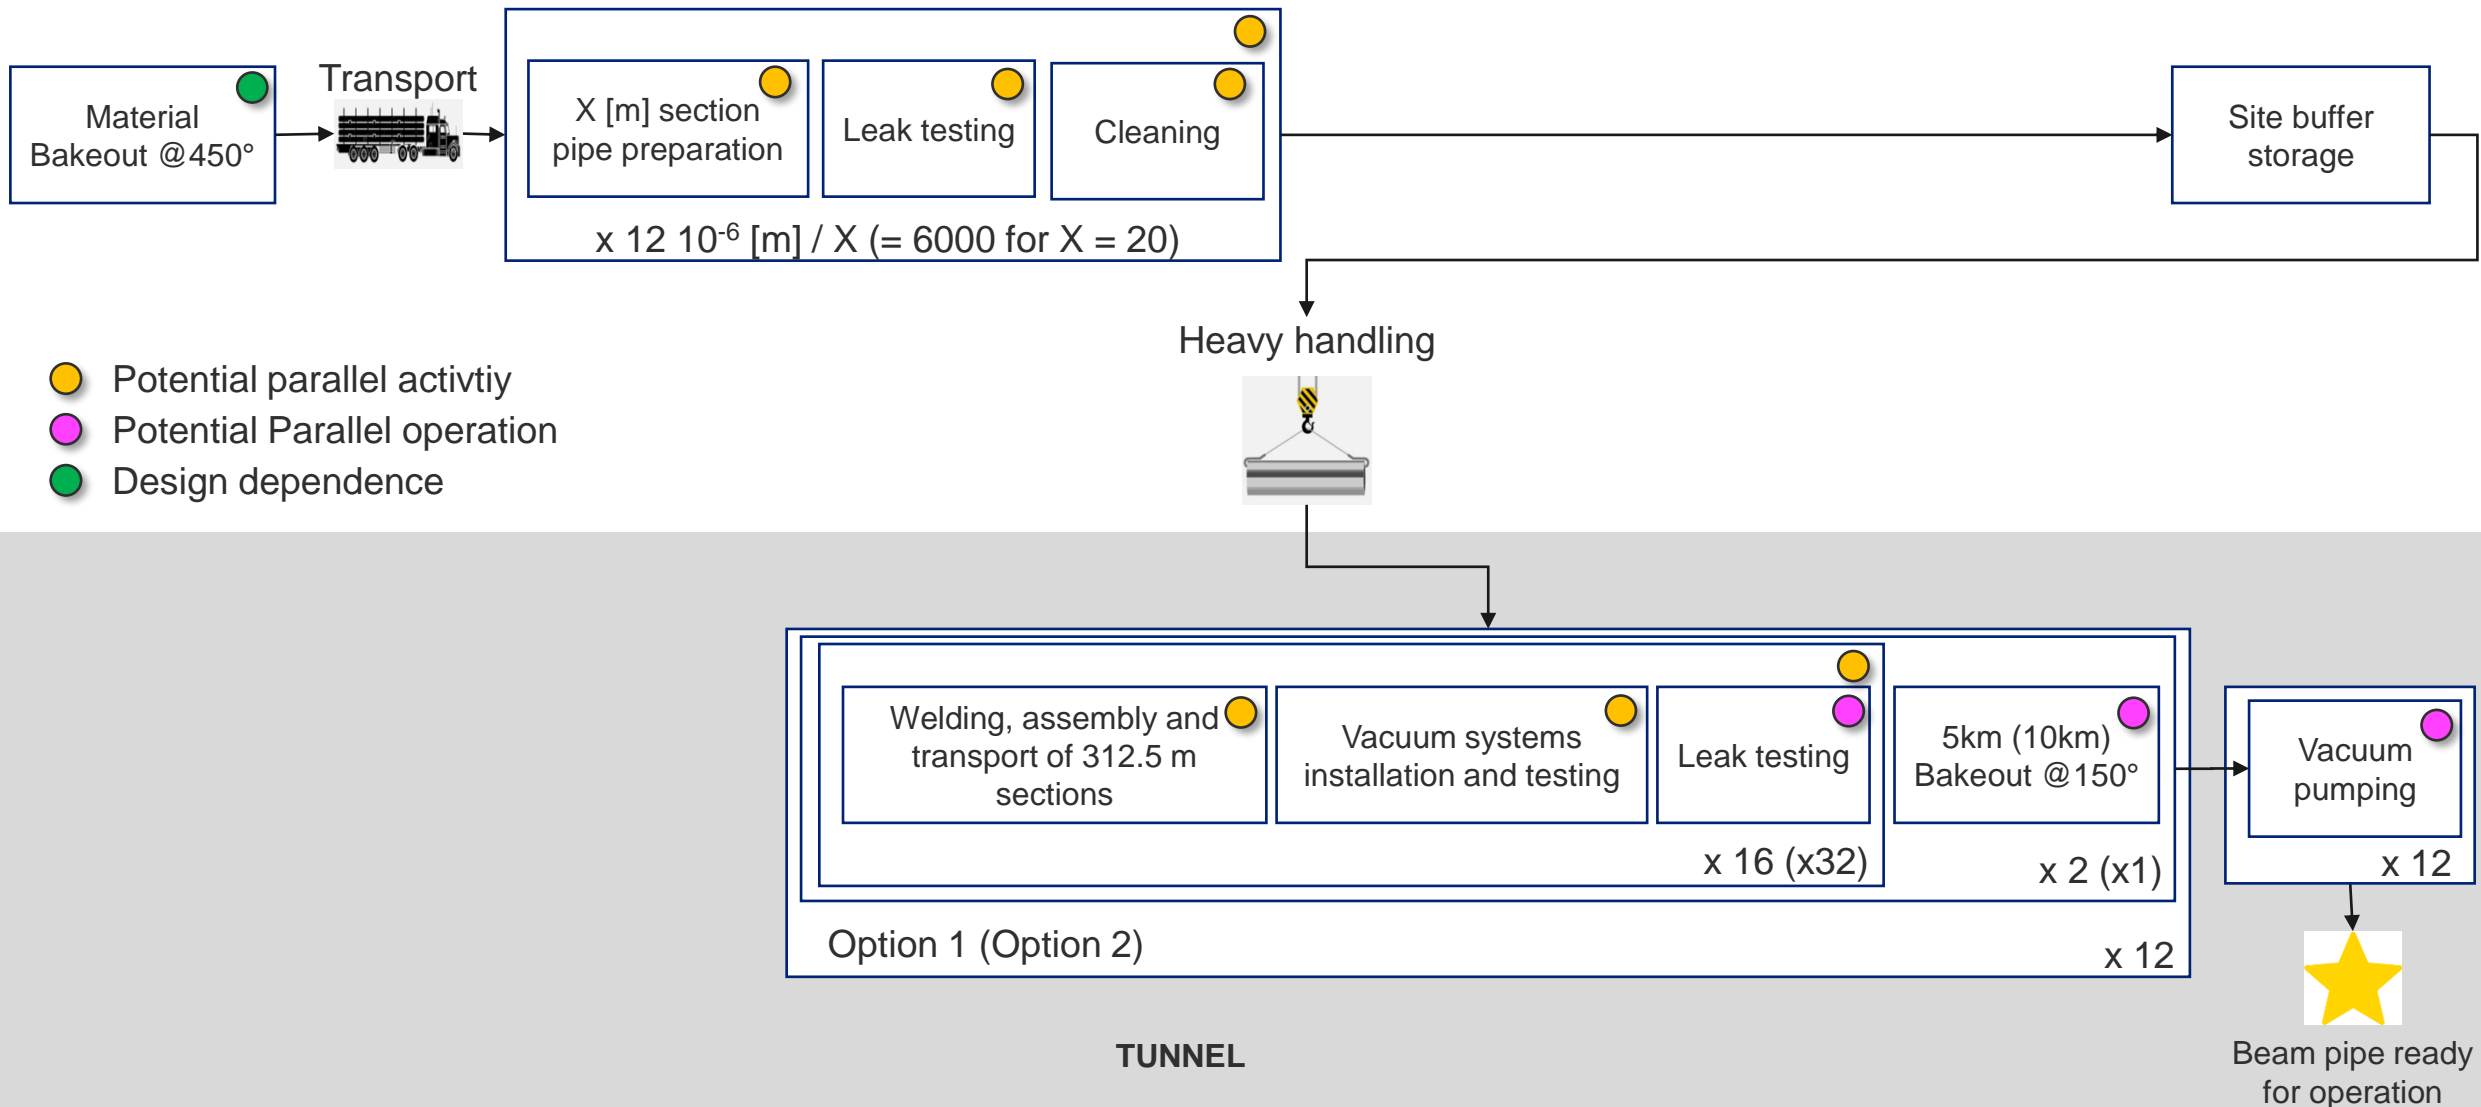 Material
Bakeout @450°
Transport
X [m] section
pipe preparation
Leak testing
Cleaning
x 12 10⁻⁶ [m] / X (= 6000 for X = 20)
Site buffer
storage
Heavy handling
Potential parallel activtiy
Potential Parallel operation
Design dependence
Welding, assembly and
transport of 312.5 m
sections
Vacuum systems
installation and testing
Leak testing
x 16 (x32)
5km (10km)
Bakeout @150°
x 2 (x1)
Option 1 (Option 2)
x 12
Vacuum
pumping
x 12
Beam pipe ready
for operation
TUNNEL